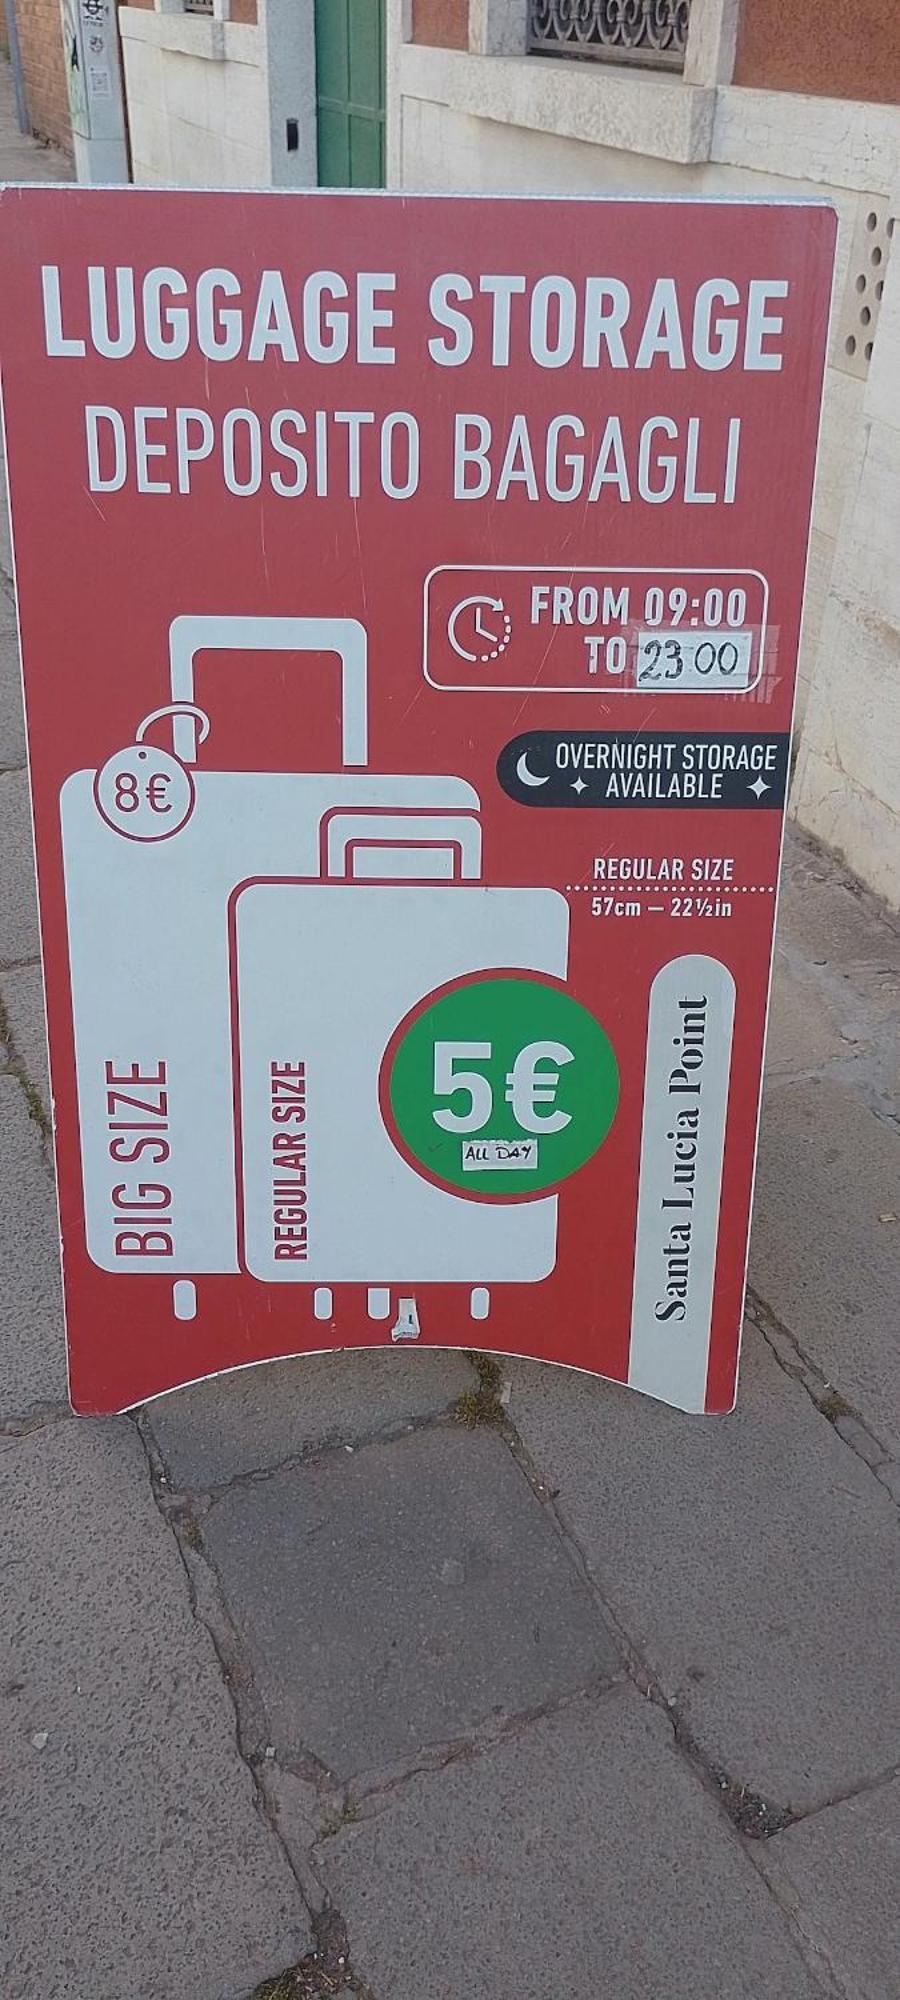 LUGGAGE STORAGE
DEPOSITO BAGAGLI
FROM 09:00
TO 23 00
OVERNIGHT STORAGE
AVAILABLE
8€
REGULAR SIZE
57cm — 22½in
BIG SIZE
REGULAR SIZE
5€
ALL DAY
Santa Lucia Point